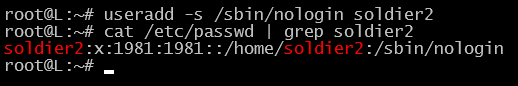 root@L:~# useradd -s /sbin/nologin soldier2
root@L:~# cat /etc/passwd | grep soldier2
soldier2:x:1981:1981::/home/soldier2:/sbin/nologin
root@L:~# _